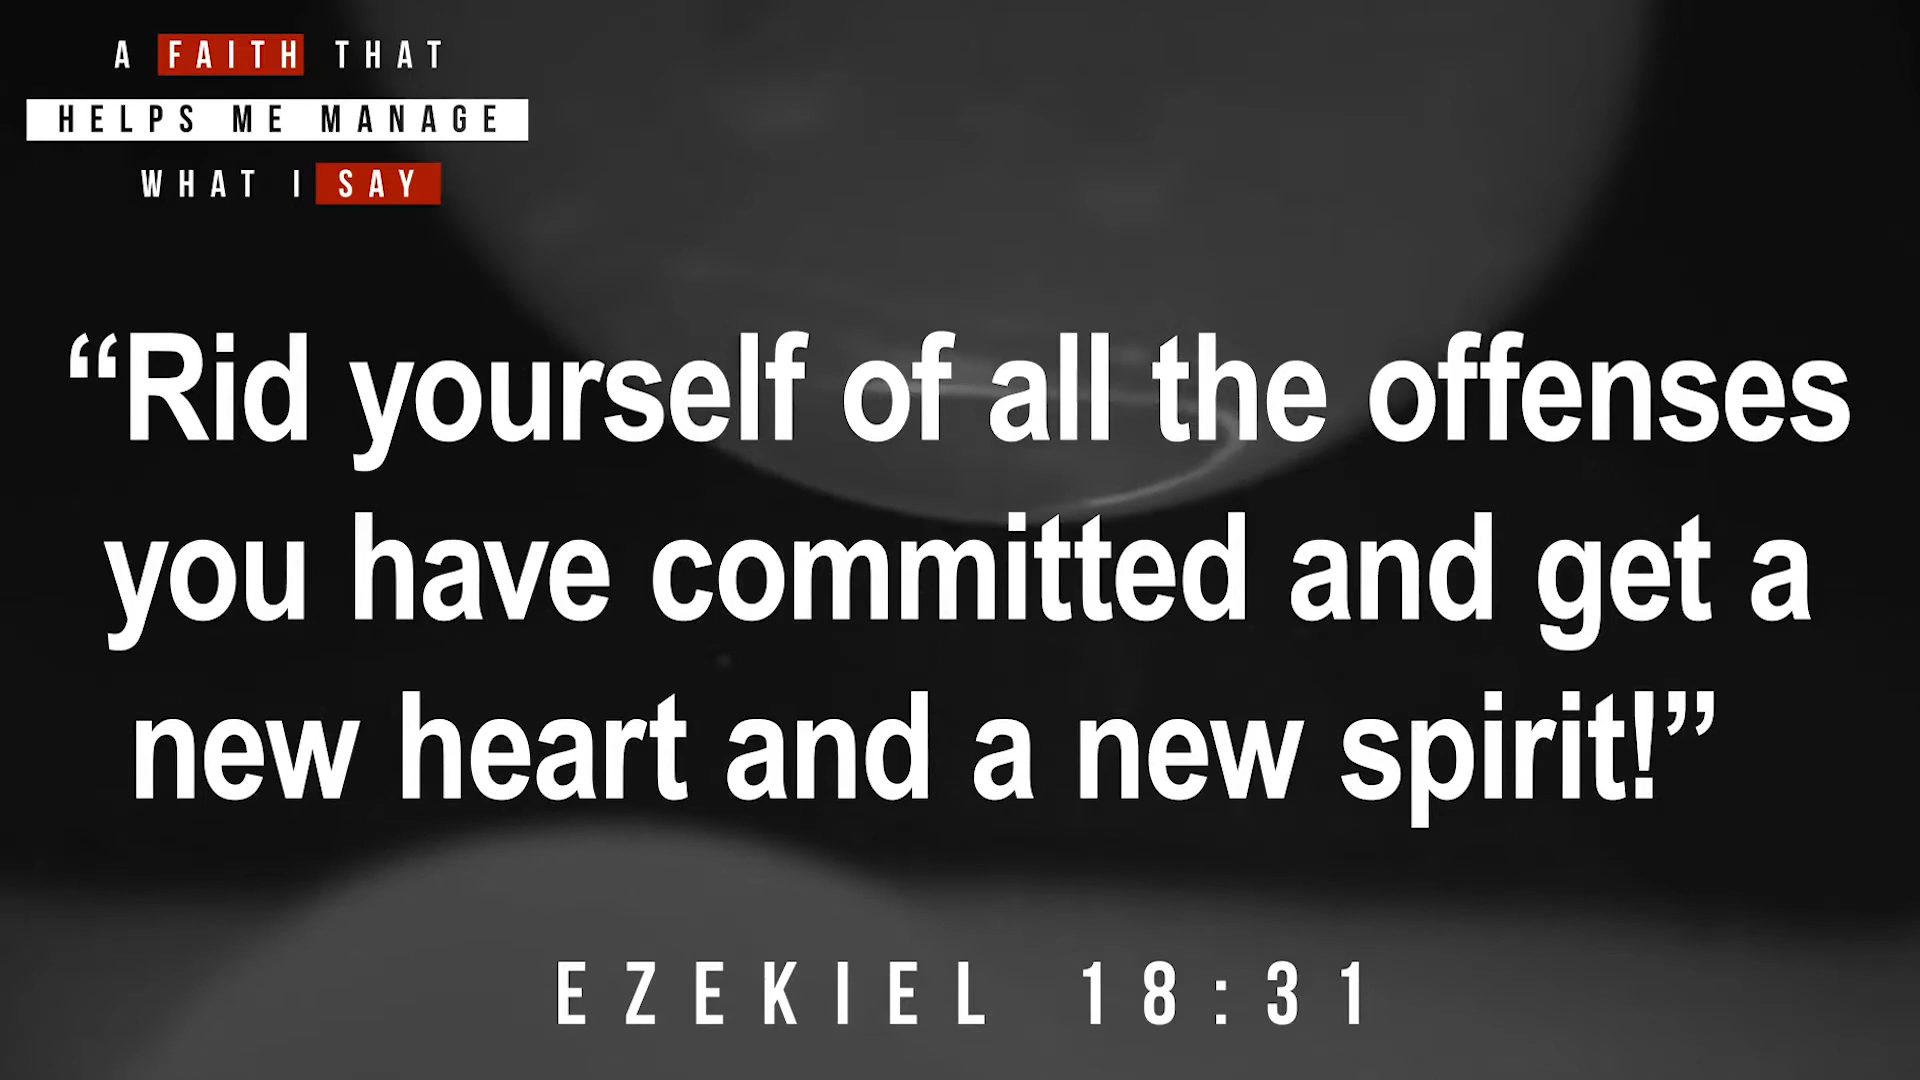 A FAITH THAT
HELPS ME MANAGE
WHAT I SAY
“Rid yourself of all the offenses
you have committed and get a
new heart and a new spirit!”
EZEKIEL 18:31